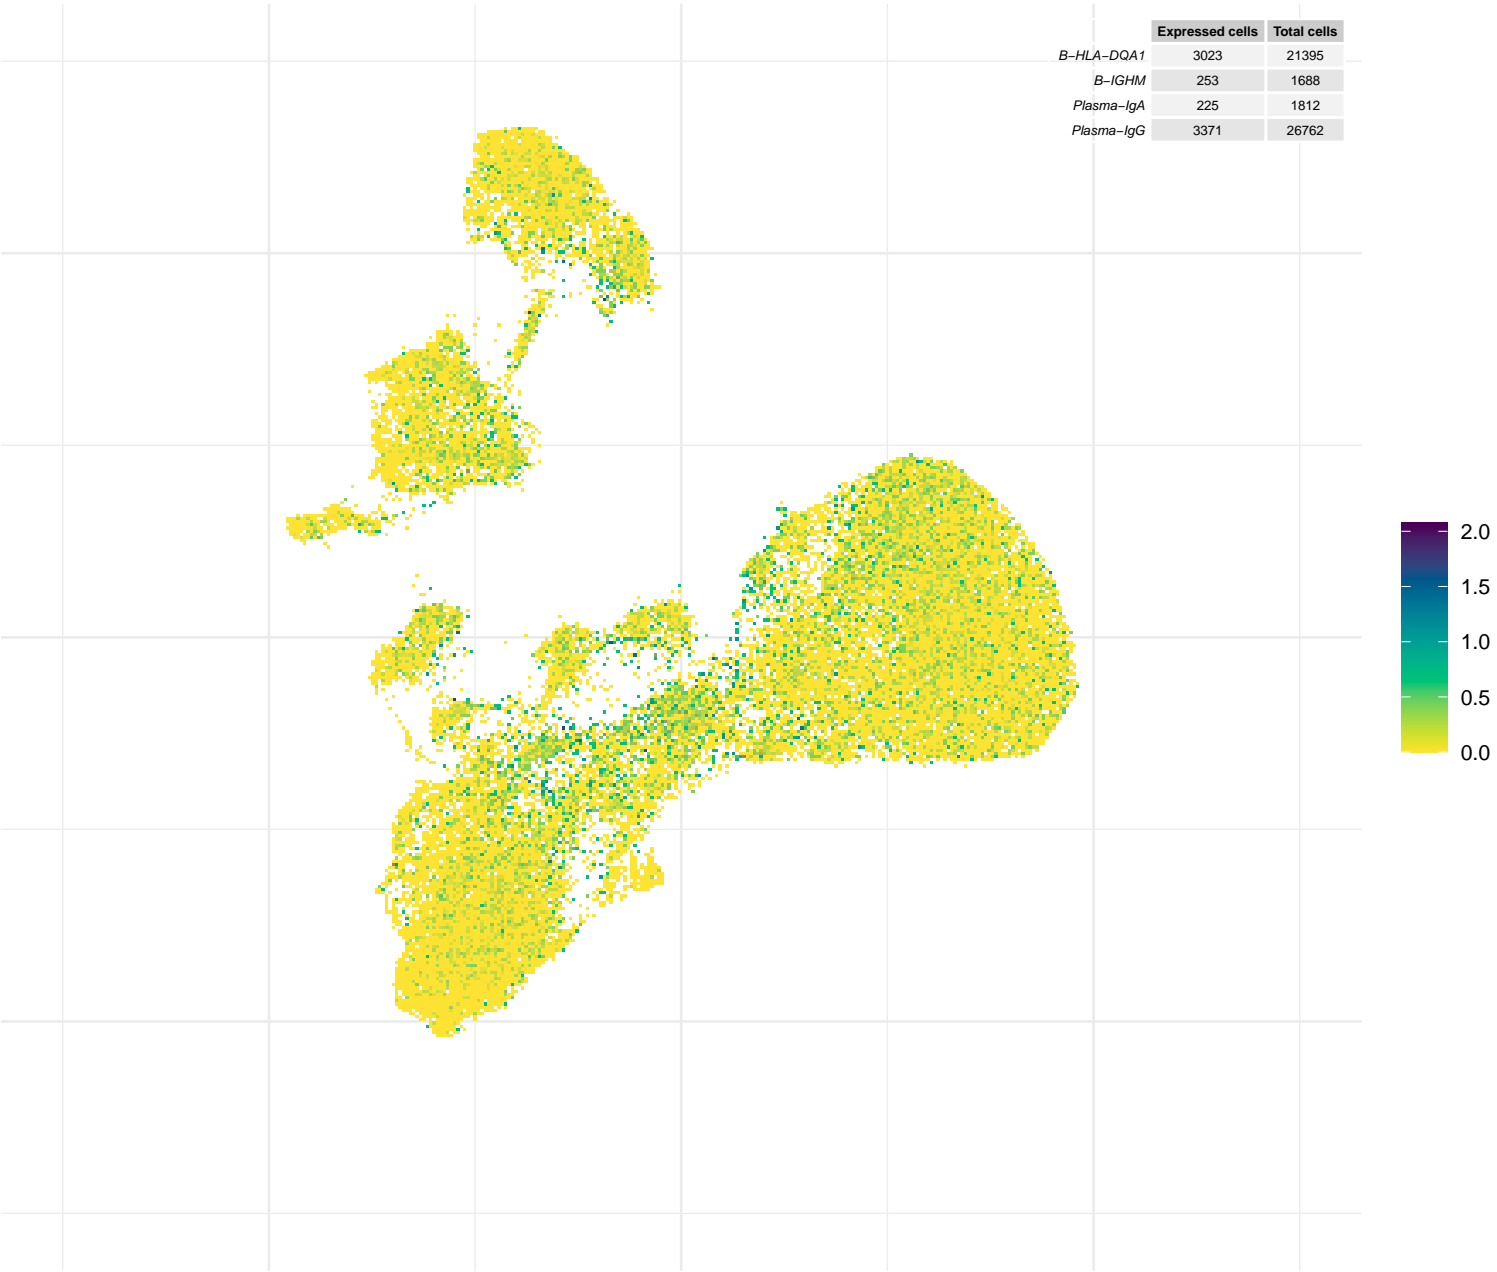 Expressed cells Total cells
B−HLA−DQA1 3023 21395
B−IGHM 253 1688
Plasma−IgA 225 1812
Plasma−IgG 3371 26762
2.0
1.5
1.0
0.5
0.0